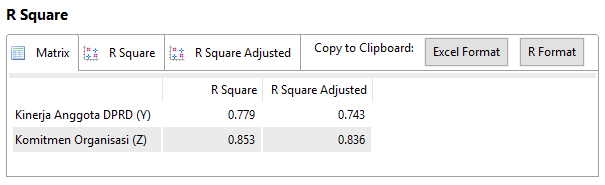 R Square
Matrix R Square R Square Adjusted Copy to Clipboard: Excel Format R Format
R Square R Square Adjusted
Kinerja Anggota DPRD (Y) 0.779 0.743
Komitmen Organisasi (Z) 0.853 0.836